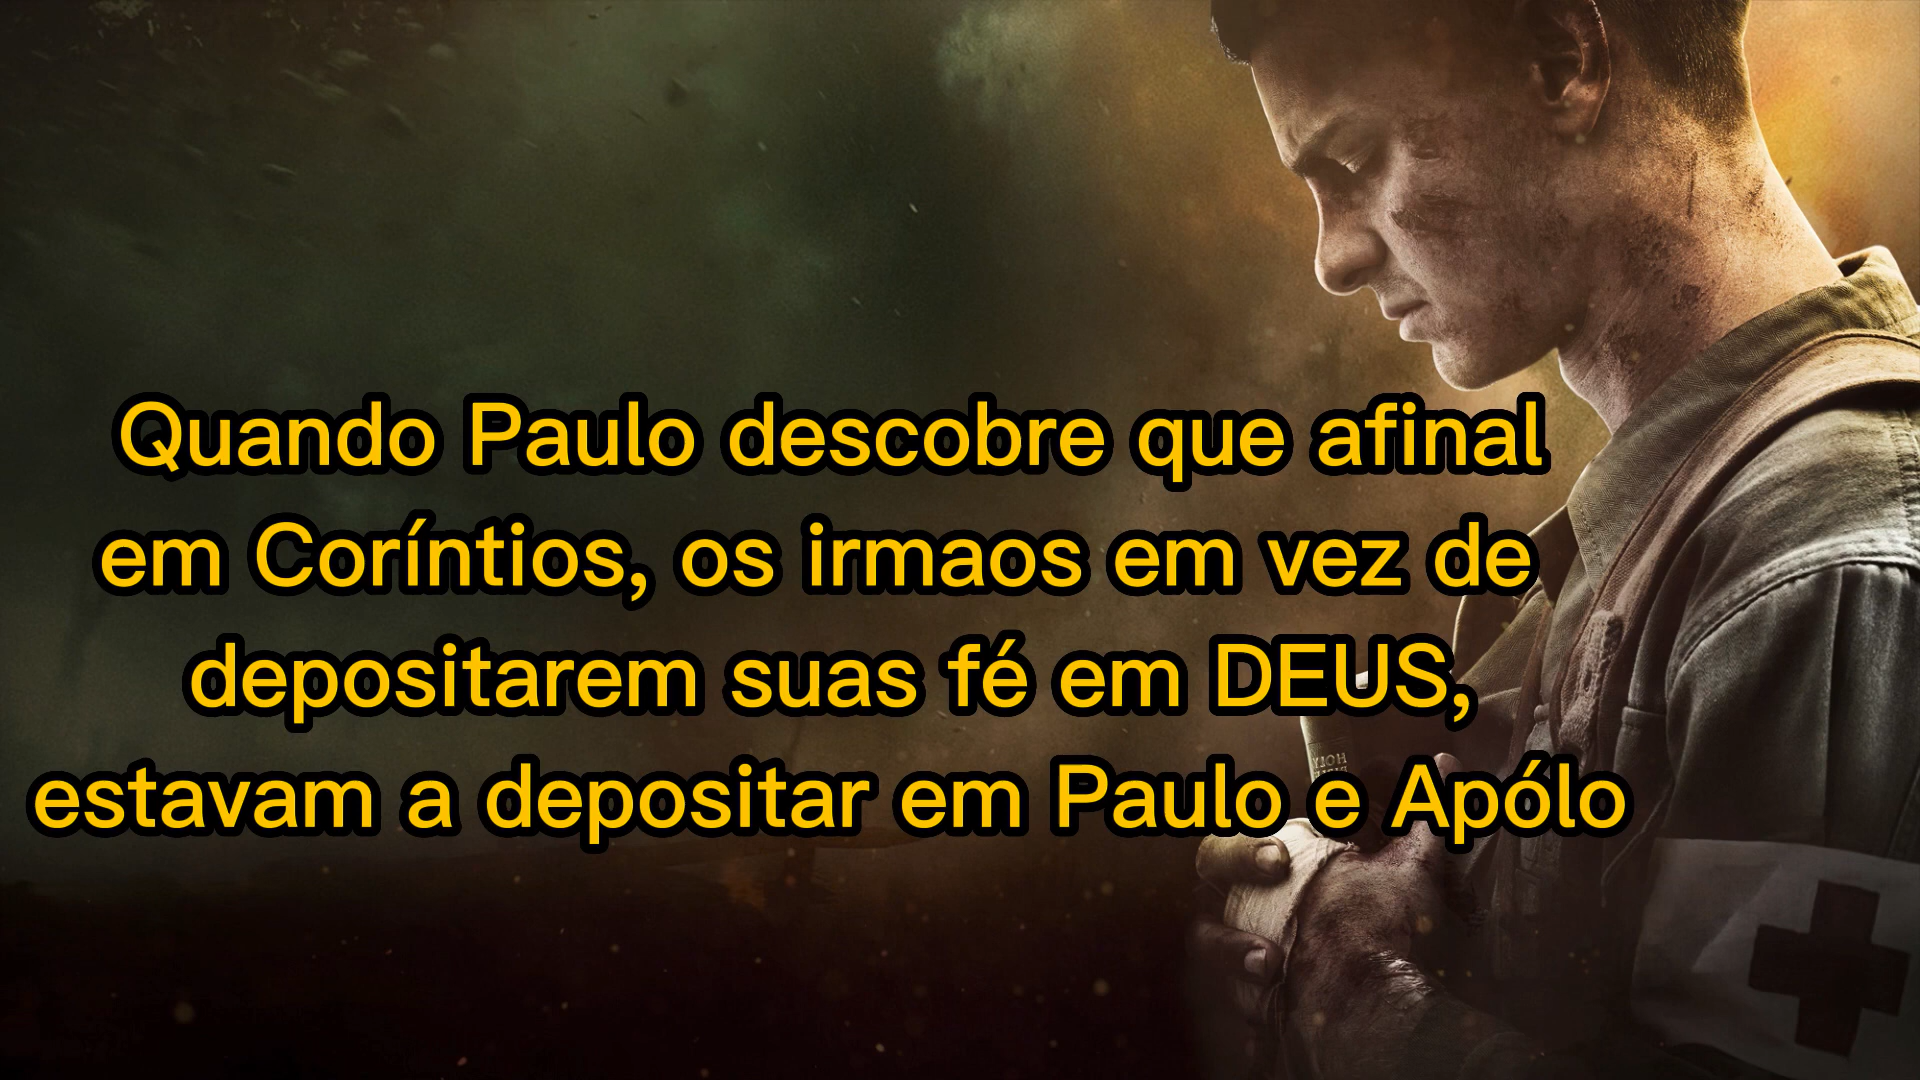 Quando Paulo descobre que afinal
em Coríntios, os irmaos em vez de
depositarem suas fé em DEUS,
estavam a depositar em Paulo e Apólo
HOLY